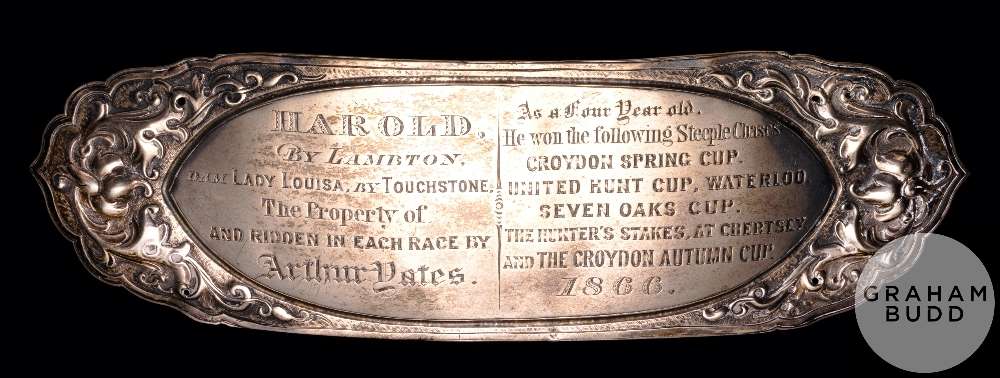 HAROLD,
BY LAMBTON.
DAM LADY LOUISA, BY TOUCHSTONE,
The Property of
AND RIDDEN IN EACH RACE BY
Arthur Yates.
As a Four Year old.
He won the following Steeple Chases
CROYDON SPRING CUP.
UNITED HUNT CUP, WATERLOO,
SEVEN OAKS CUP.
THE HUNTER'S STAKES, AT CHERTSEY
AND THE CROYDON AUTUMN CUP.
1866.
GRAHAM
BUDD